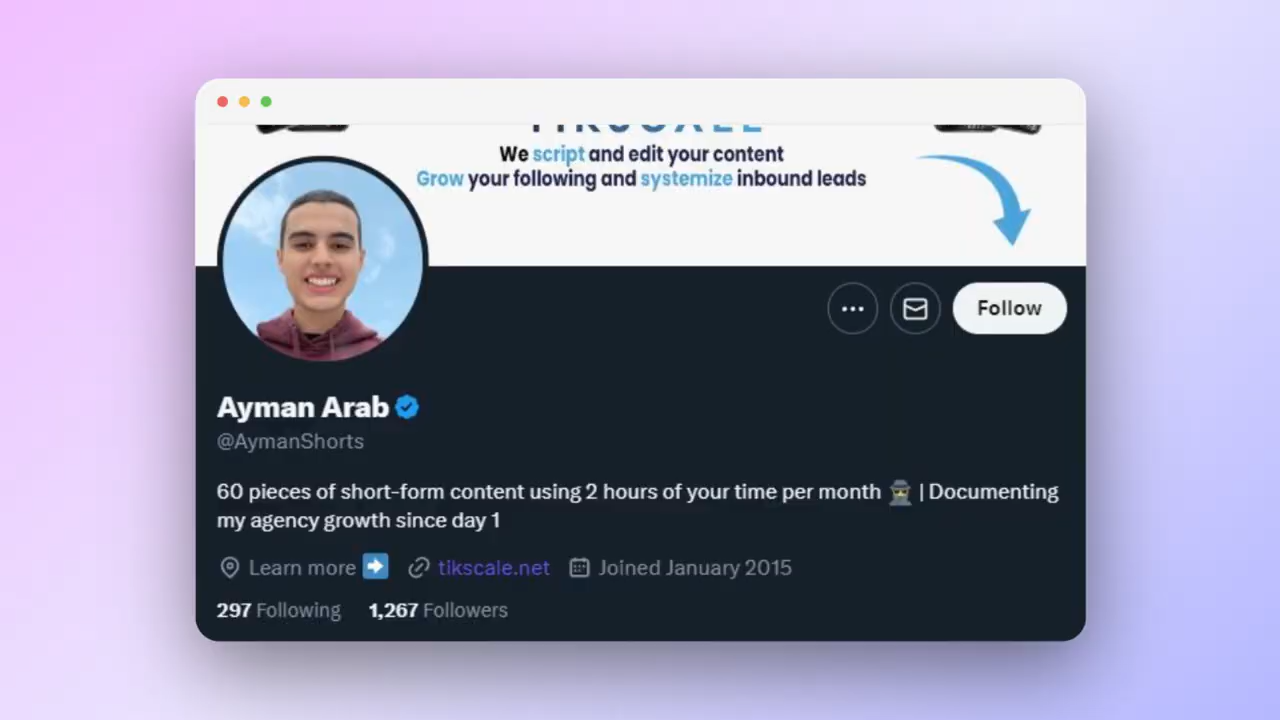 TIKSCALE
We script and edit your content
Grow your following and systemize inbound leads
Follow
Ayman Arab
@AymanShorts
60 pieces of short-form content using 2 hours of your time per month 🕵️ | Documenting
my agency growth since day 1
Learn more ➡️ tikscale.net Joined January 2015
297 Following 1,267 Followers